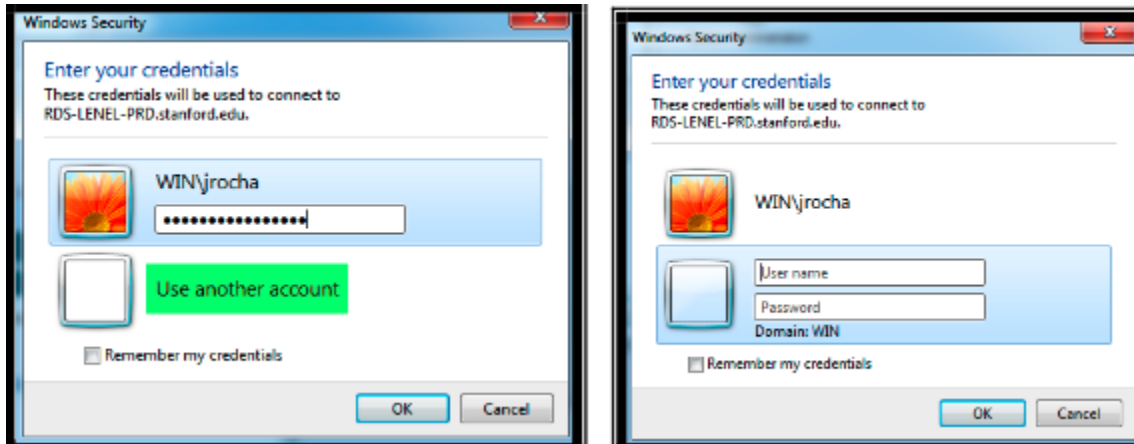 Windows Security
Enter your credentials
These credentials will be used to connect to
RDS-LENEL-PRD.stanford.edu.
WIN\jrocha
••••••••••••••••
Use another account
Remember my credentials
OK
Cancel
Windows Security
Enter your credentials
These credentials will be used to connect to
RDS-LENEL-PRD.stanford.edu.
WIN\jrocha
User name
Password
Domain: WIN
Remember my credentials
OK
Cancel